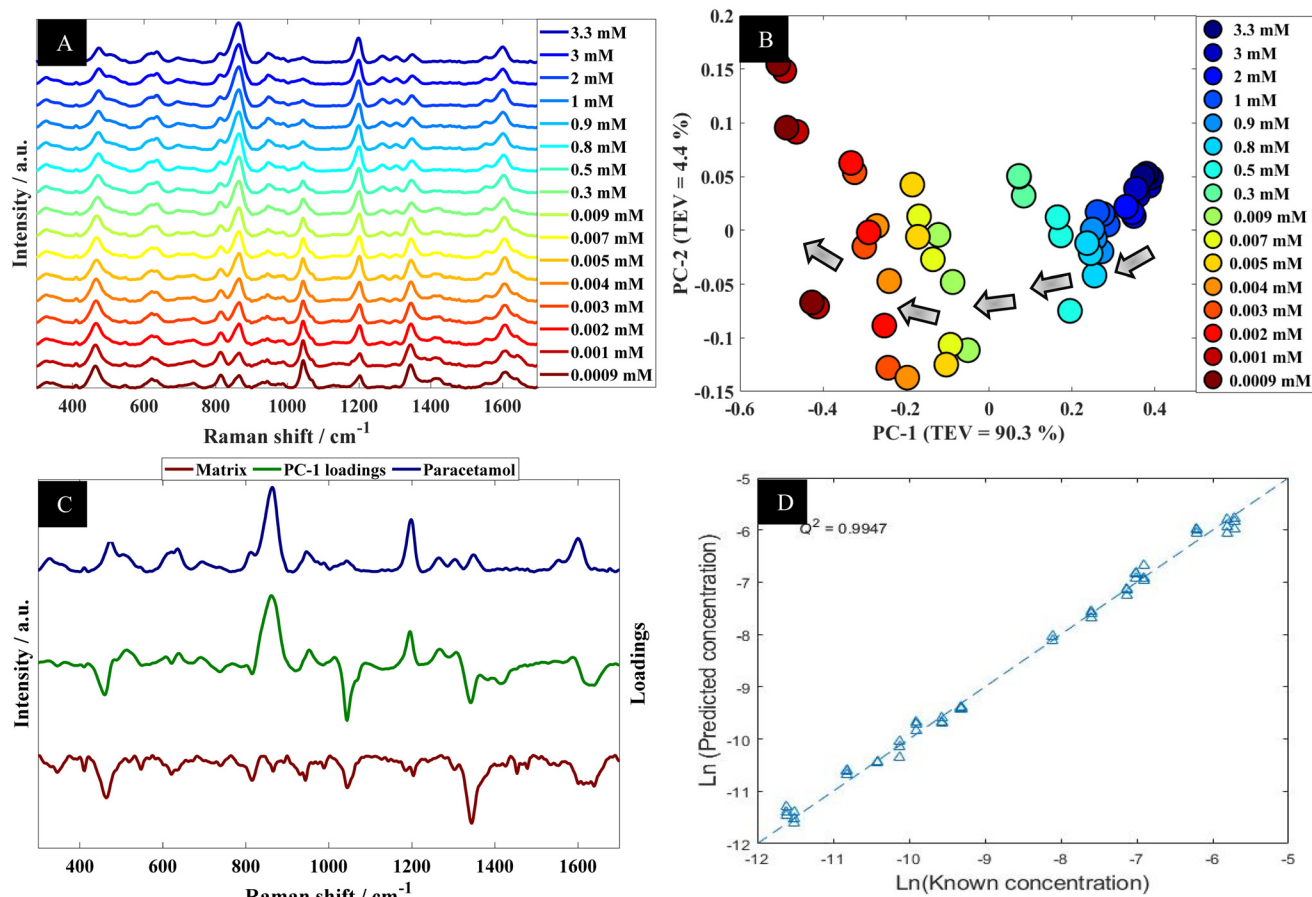 A
Intensity / a.u.
3.3 mM
3 mM
2 mM
1 mM
0.9 mM
0.8 mM
0.5 mM
0.3 mM
0.009 mM
0.007 mM
0.005 mM
0.004 mM
0.003 mM
0.002 mM
0.001 mM
0.0009 mM
400 600 800 1000 1200 1400 1600
Raman shift / cm-1
B
PC-2 (TEV = 4.4 %)
0.2
0.15
0.1
0.05
0
-0.05
-0.1
-0.15
-0.6 -0.4 -0.2 0 0.2 0.4
PC-1 (TEV = 90.3 %)
3.3 mM
3 mM
2 mM
1 mM
0.9 mM
0.8 mM
0.5 mM
0.3 mM
0.009 mM
0.007 mM
0.005 mM
0.004 mM
0.003 mM
0.002 mM
0.001 mM
0.0009 mM
Matrix PC-1 loadings Paracetamol
C
Intensity / a.u.
Loadings
400 600 800 1000 1200 1400 1600
Raman shift / cm-1
D
Q2 = 0.9947
Ln (Predicted concentration)
-5
-6
-7
-8
-9
-10
-11
-12
-12 -11 -10 -9 -8 -7 -6 -5
Ln(Known concentration)